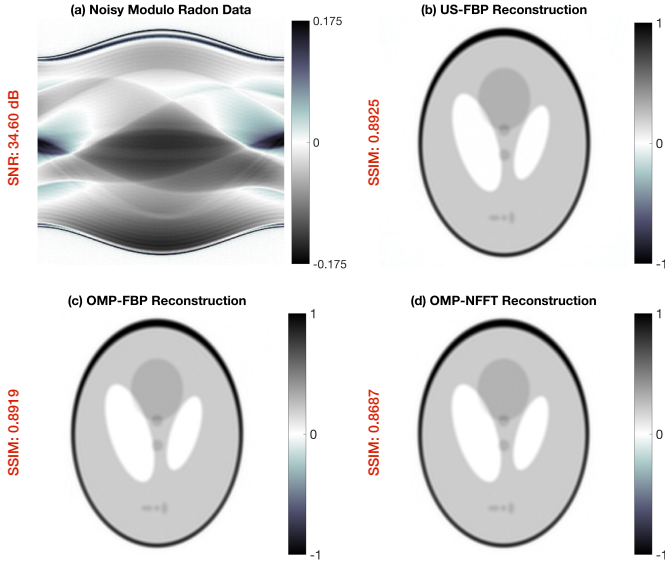 (a) Noisy Modulo Radon Data
SNR: 34.60 dB
0.175
0
-0.175
(b) US-FBP Reconstruction
SSIM: 0.8925
1
0
-1
(c) OMP-FBP Reconstruction
SSIM: 0.8919
1
0
-1
(d) OMP-NFFT Reconstruction
SSIM: 0.8687
1
0
-1